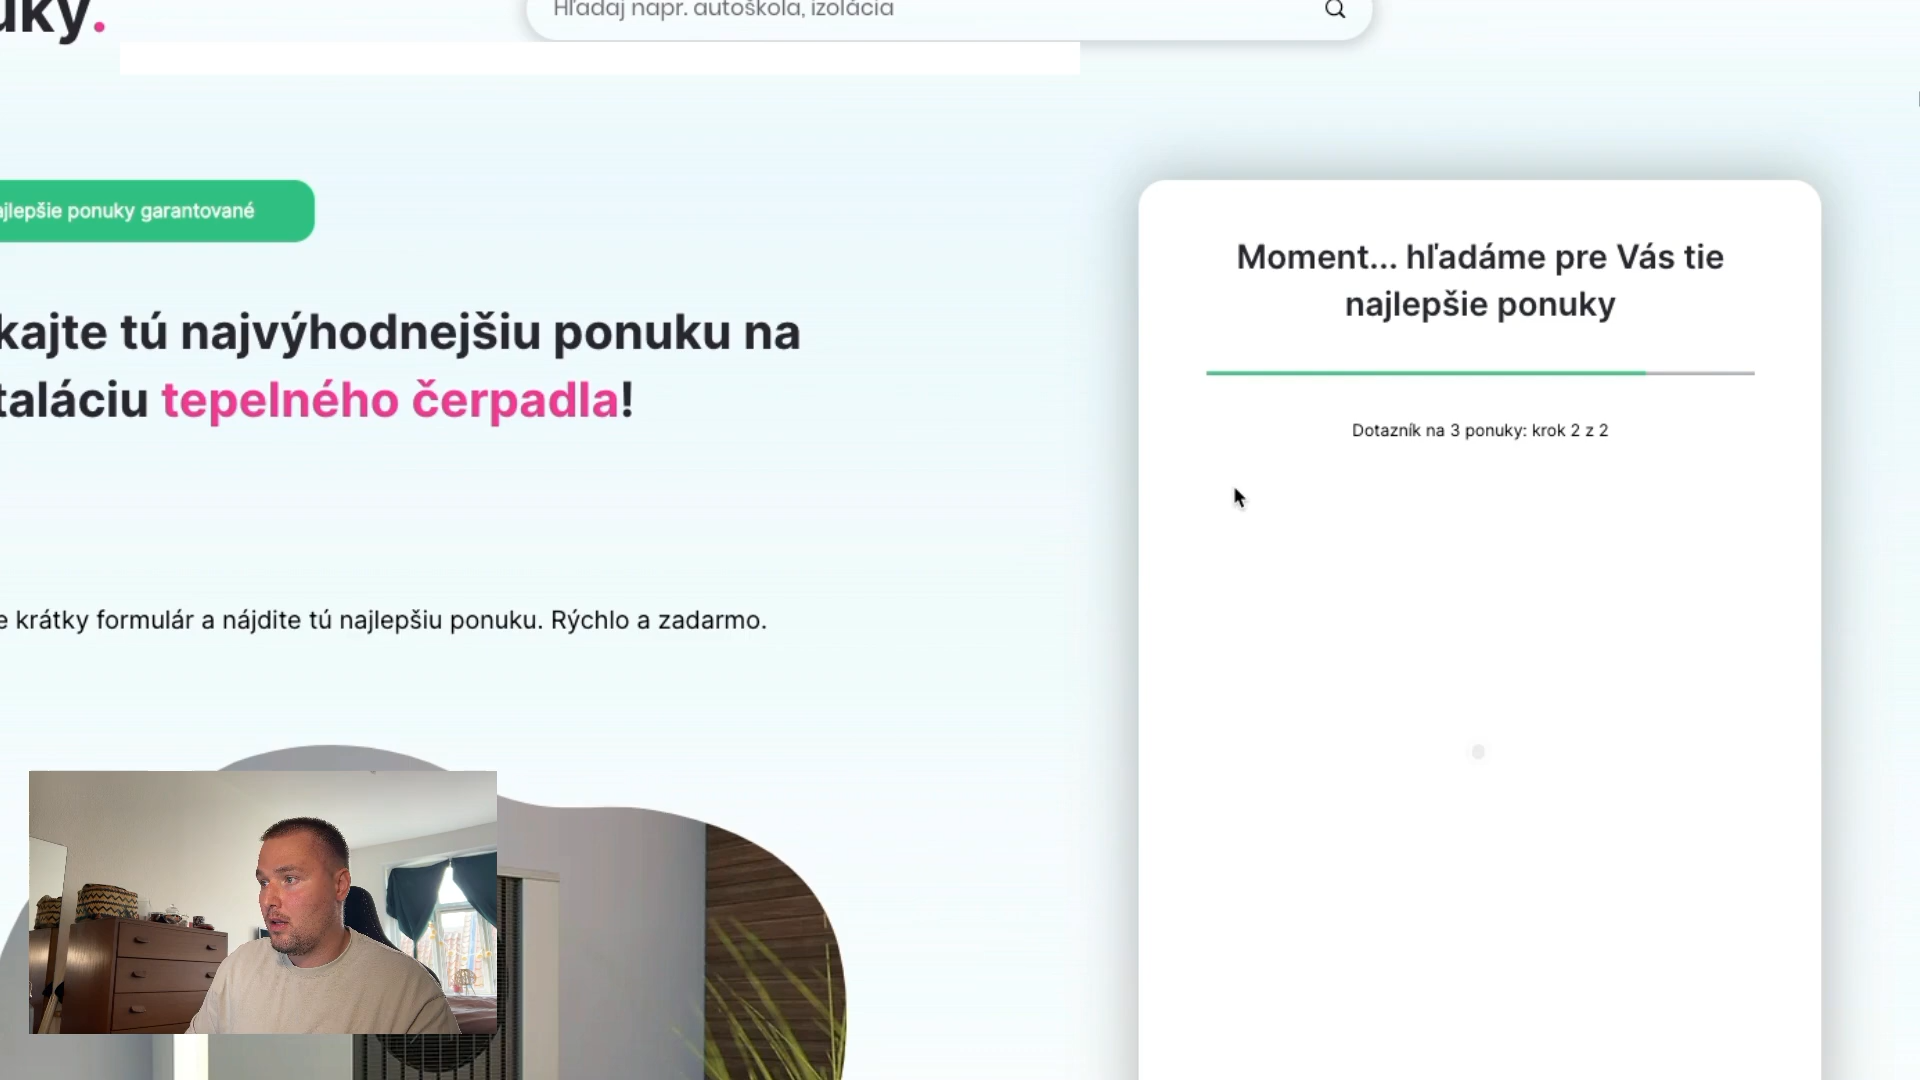 uky.
Hľadaj napr. autoškola, izolácia
ajlepšie ponuky garantované
kajte tú najvýhodnejšiu ponuku na
taláciu tepelného čerpadla!
e krátky formulár a nájdite tú najlepšiu ponuku. Rýchlo a zadarmo.
Moment... hľadáme pre Vás tie
najlepšie ponuky
Dotazník na 3 ponuky: krok 2 z 2